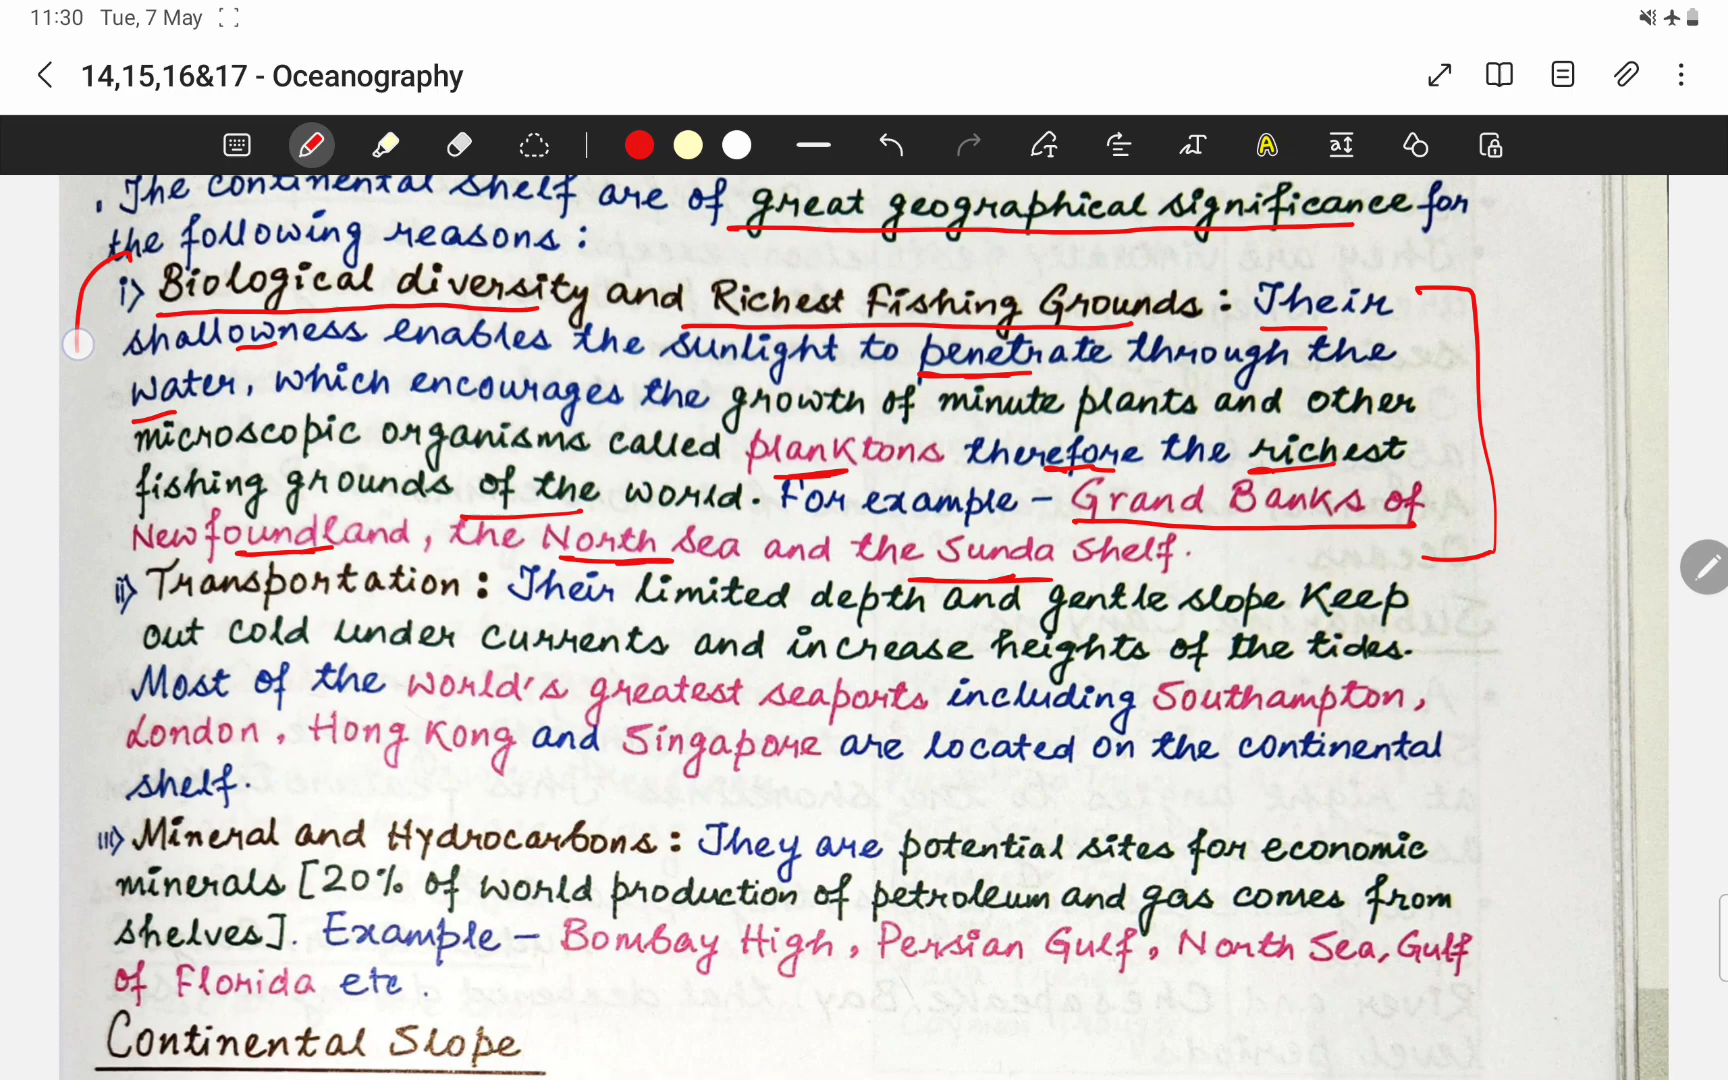 11:30 Tue, 7 May
14,15,16&17 - Oceanography
. The continental shelf are of great geographical significance for
the following reasons :
i> Biological diversity and Richest Fishing Grounds : Their
shallowness enables the sunlight to penetrate through the
water, which encourages the growth of minute plants and other
microscopic organisms called planktons therefore the richest
fishing grounds of the world. For example - Grand Banks of
Newfoundland, the North Sea and the Sunda Shelf.
ii> Transportation : Their limited depth and gentle slope keep
out cold under currents and increase heights of the tides.
Most of the world's greatest seaports including Southampton,
London, Hong Kong and Singapore are located on the continental
shelf.
iii> Mineral and Hydrocarbons : They are potential sites for economic
minerals [20% of world production of petroleum and gas comes from
shelves]. Example - Bombay High, Persian Gulf, North Sea, Gulf
of Florida etc .
Continental Slope